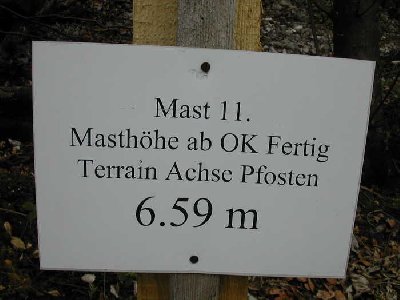 Mast 11.
Masthöhe ab OK Fertig
Terrain Achse Pfosten
6.59 m